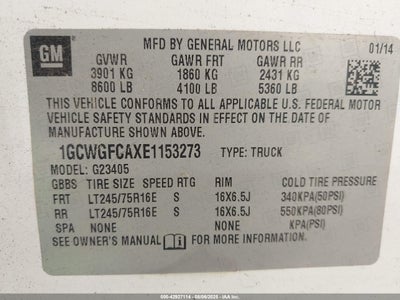 GM
MFD BY GENERAL MOTORS LLC 01/14
GVWR GAWR FRT GAWR RR
3901 KG 1860 KG 2431 KG
8600 LB 4100 LB 5360 LB
THIS VEHICLE CONFORMS TO ALL APPLICABLE U.S. FEDERAL MOTOR
VEHICLE SAFETY STANDARDS IN EFFECT ON THE DATE OF
MANUFACTURE SHOWN ABOVE.
1GCWGFCAXE1153273 TYPE: TRUCK
MODEL: G23405
GBBS TIRE SIZE SPEED RTG RIM COLD TIRE PRESSURE
FRT LT245/75R16E S 16X6.5J 340KPA(50PSI)
RR LT245/75R16E S 16X6.5J 550KPA(80PSI)
SPA NONE NONE KPA(PSI)
SEE OWNER'S MANUAL FOR ADDITIONAL INFORMATION